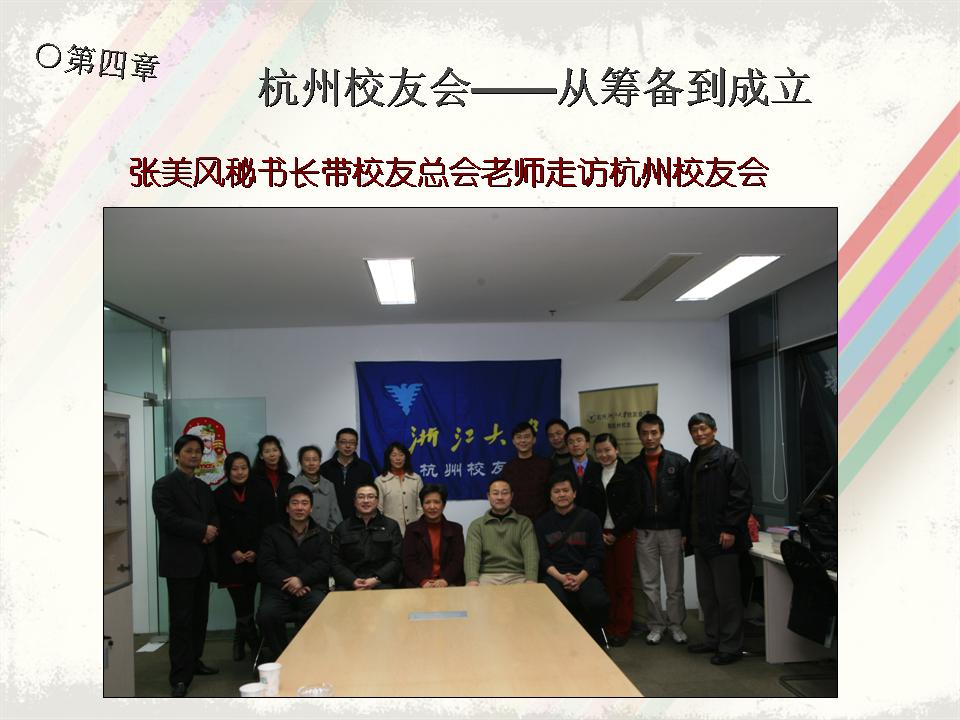 ○第四章
杭州校友会——从筹备到成立
张美风秘书长带校友总会老师走访杭州校友会
浙江大学
杭州校友